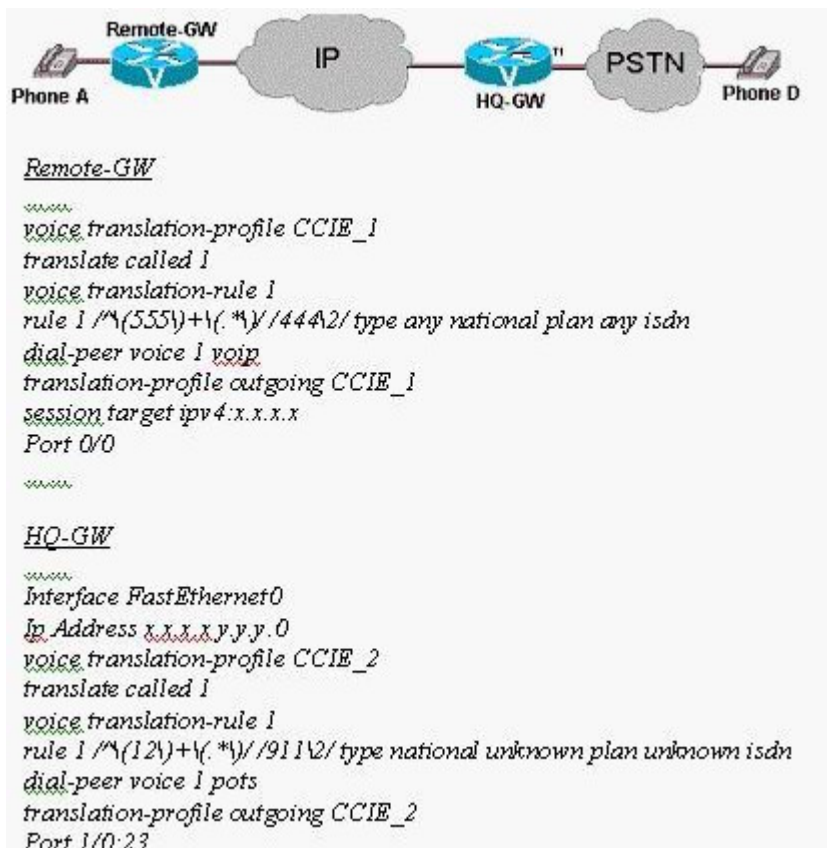 Remote-GW
IP
PSTN
Phone A
HQ-GW
Phone D
Remote-GW
voice translation-profile CCIE_1
translate called 1
voice translation-rule 1
rule 1 /^\(555\)+\(.*\)/ /444\2/ type any national plan any isdn
dial-peer voice 1 voip
translation-profile outgoing CCIE_1
session target ipv4:x.x.x.x
Port 0/0
HQ-GW
Interface FastEthernet0
Ip Address x.x.x.x y.y.y.0
voice translation-profile CCIE_2
translate called 1
voice translation-rule 1
rule 1 /^\(12\)+\(.*\)/ /911\2/ type national unknown plan unknown isdn
dial-peer voice 1 pots
translation-profile outgoing CCIE_2
Port 1/0:23